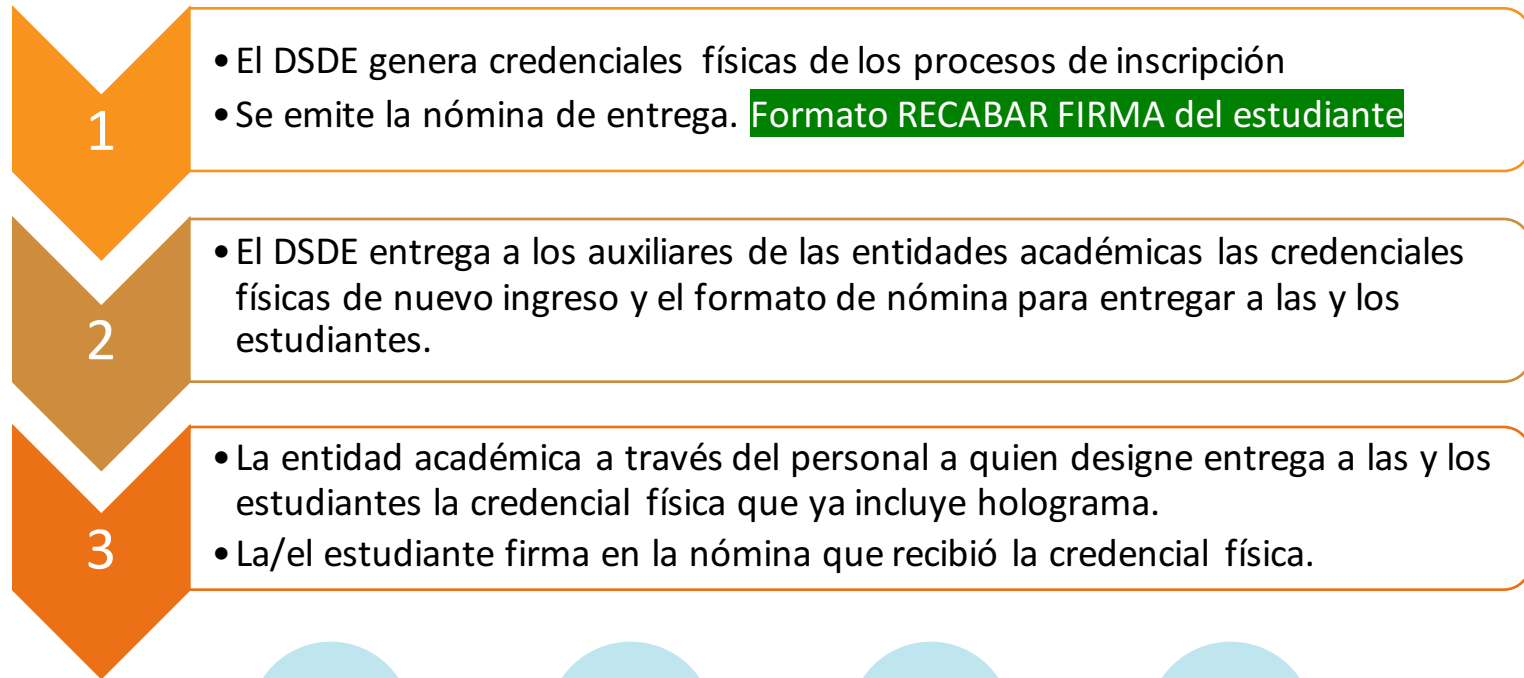 1
• El DSDE genera credenciales físicas de los procesos de inscripción
• Se emite la nómina de entrega. Formato RECABAR FIRMA del estudiante
2
• El DSDE entrega a los auxiliares de las entidades académicas las credenciales
físicas de nuevo ingreso y el formato de nómina para entregar a las y los
estudiantes.
3
• La entidad académica a través del personal a quien designe entrega a las y los
estudiantes la credencial física que ya incluye holograma.
• La/el estudiante firma en la nómina que recibió la credencial física.